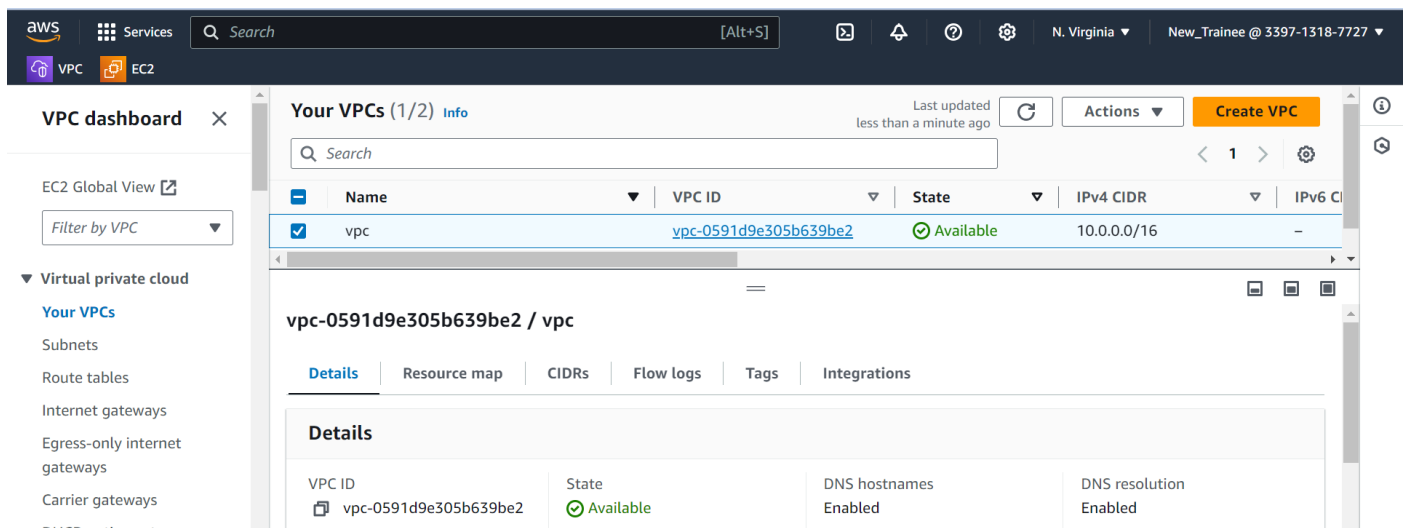 aws Services Search [Alt+S] N. Virginia ▼ New_Trainee @ 3397-1318-7727 ▼
VPC EC2
VPC dashboard
EC2 Global View
Filter by VPC
Virtual private cloud
Your VPCs
Subnets
Route tables
Internet gateways
Egress-only internet
gateways
Carrier gateways
Your VPCs (1/2) Info
Last updated
less than a minute ago
Actions ▼ Create VPC
Search
1
Name VPC ID State IPv4 CIDR IPv6 CI
vpc vpc-0591d9e305b639be2 Available 10.0.0.0/16 –
vpc-0591d9e305b639be2 / vpc
Details Resource map CIDRs Flow logs Tags Integrations
Details
VPC ID State DNS hostnames DNS resolution
vpc-0591d9e305b639be2 Available Enabled Enabled